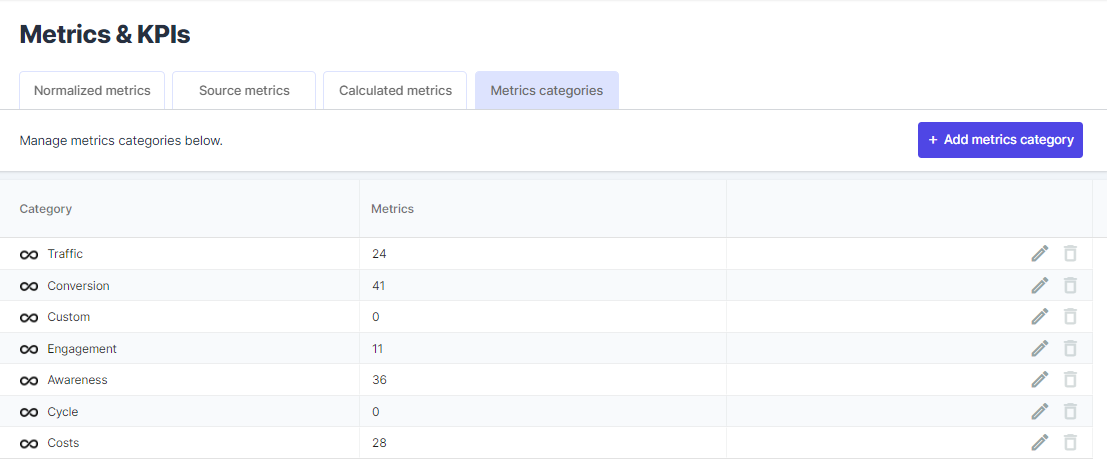 Metrics & KPIs
Normalized metrics Source metrics Calculated metrics Metrics categories
Manage metrics categories below. + Add metrics category
Category Metrics
Traffic 24
Conversion 41
Custom 0
Engagement 11
Awareness 36
Cycle 0
Costs 28